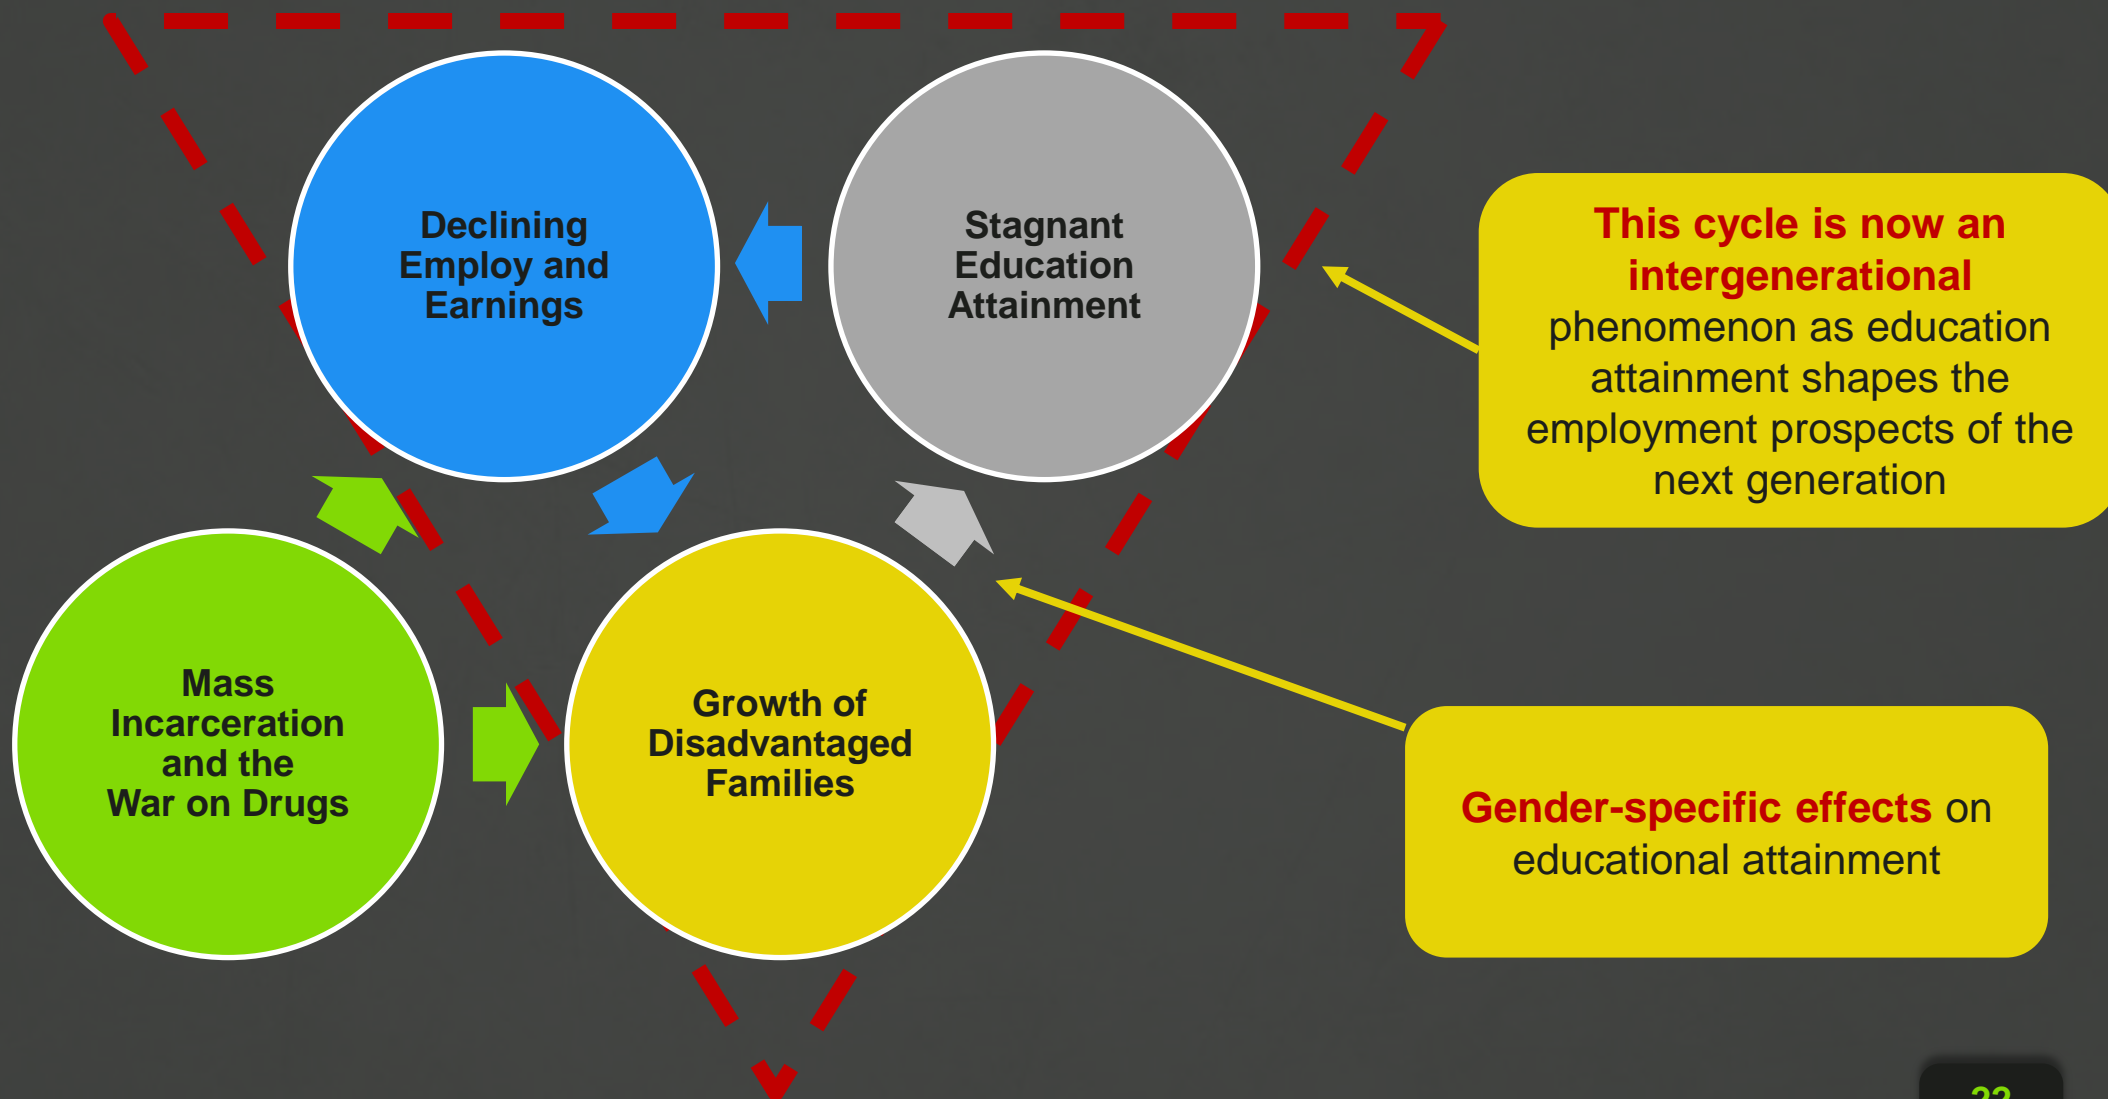 Declining
Employ and
Earnings
Stagnant
Education
Attainment
This cycle is now an
intergenerational
phenomenon as education
attainment shapes the
employment prospects of the
next generation
Mass
Incarceration
and the
War on Drugs
Growth of
Disadvantaged
Families
Gender-specific effects on
educational attainment
22